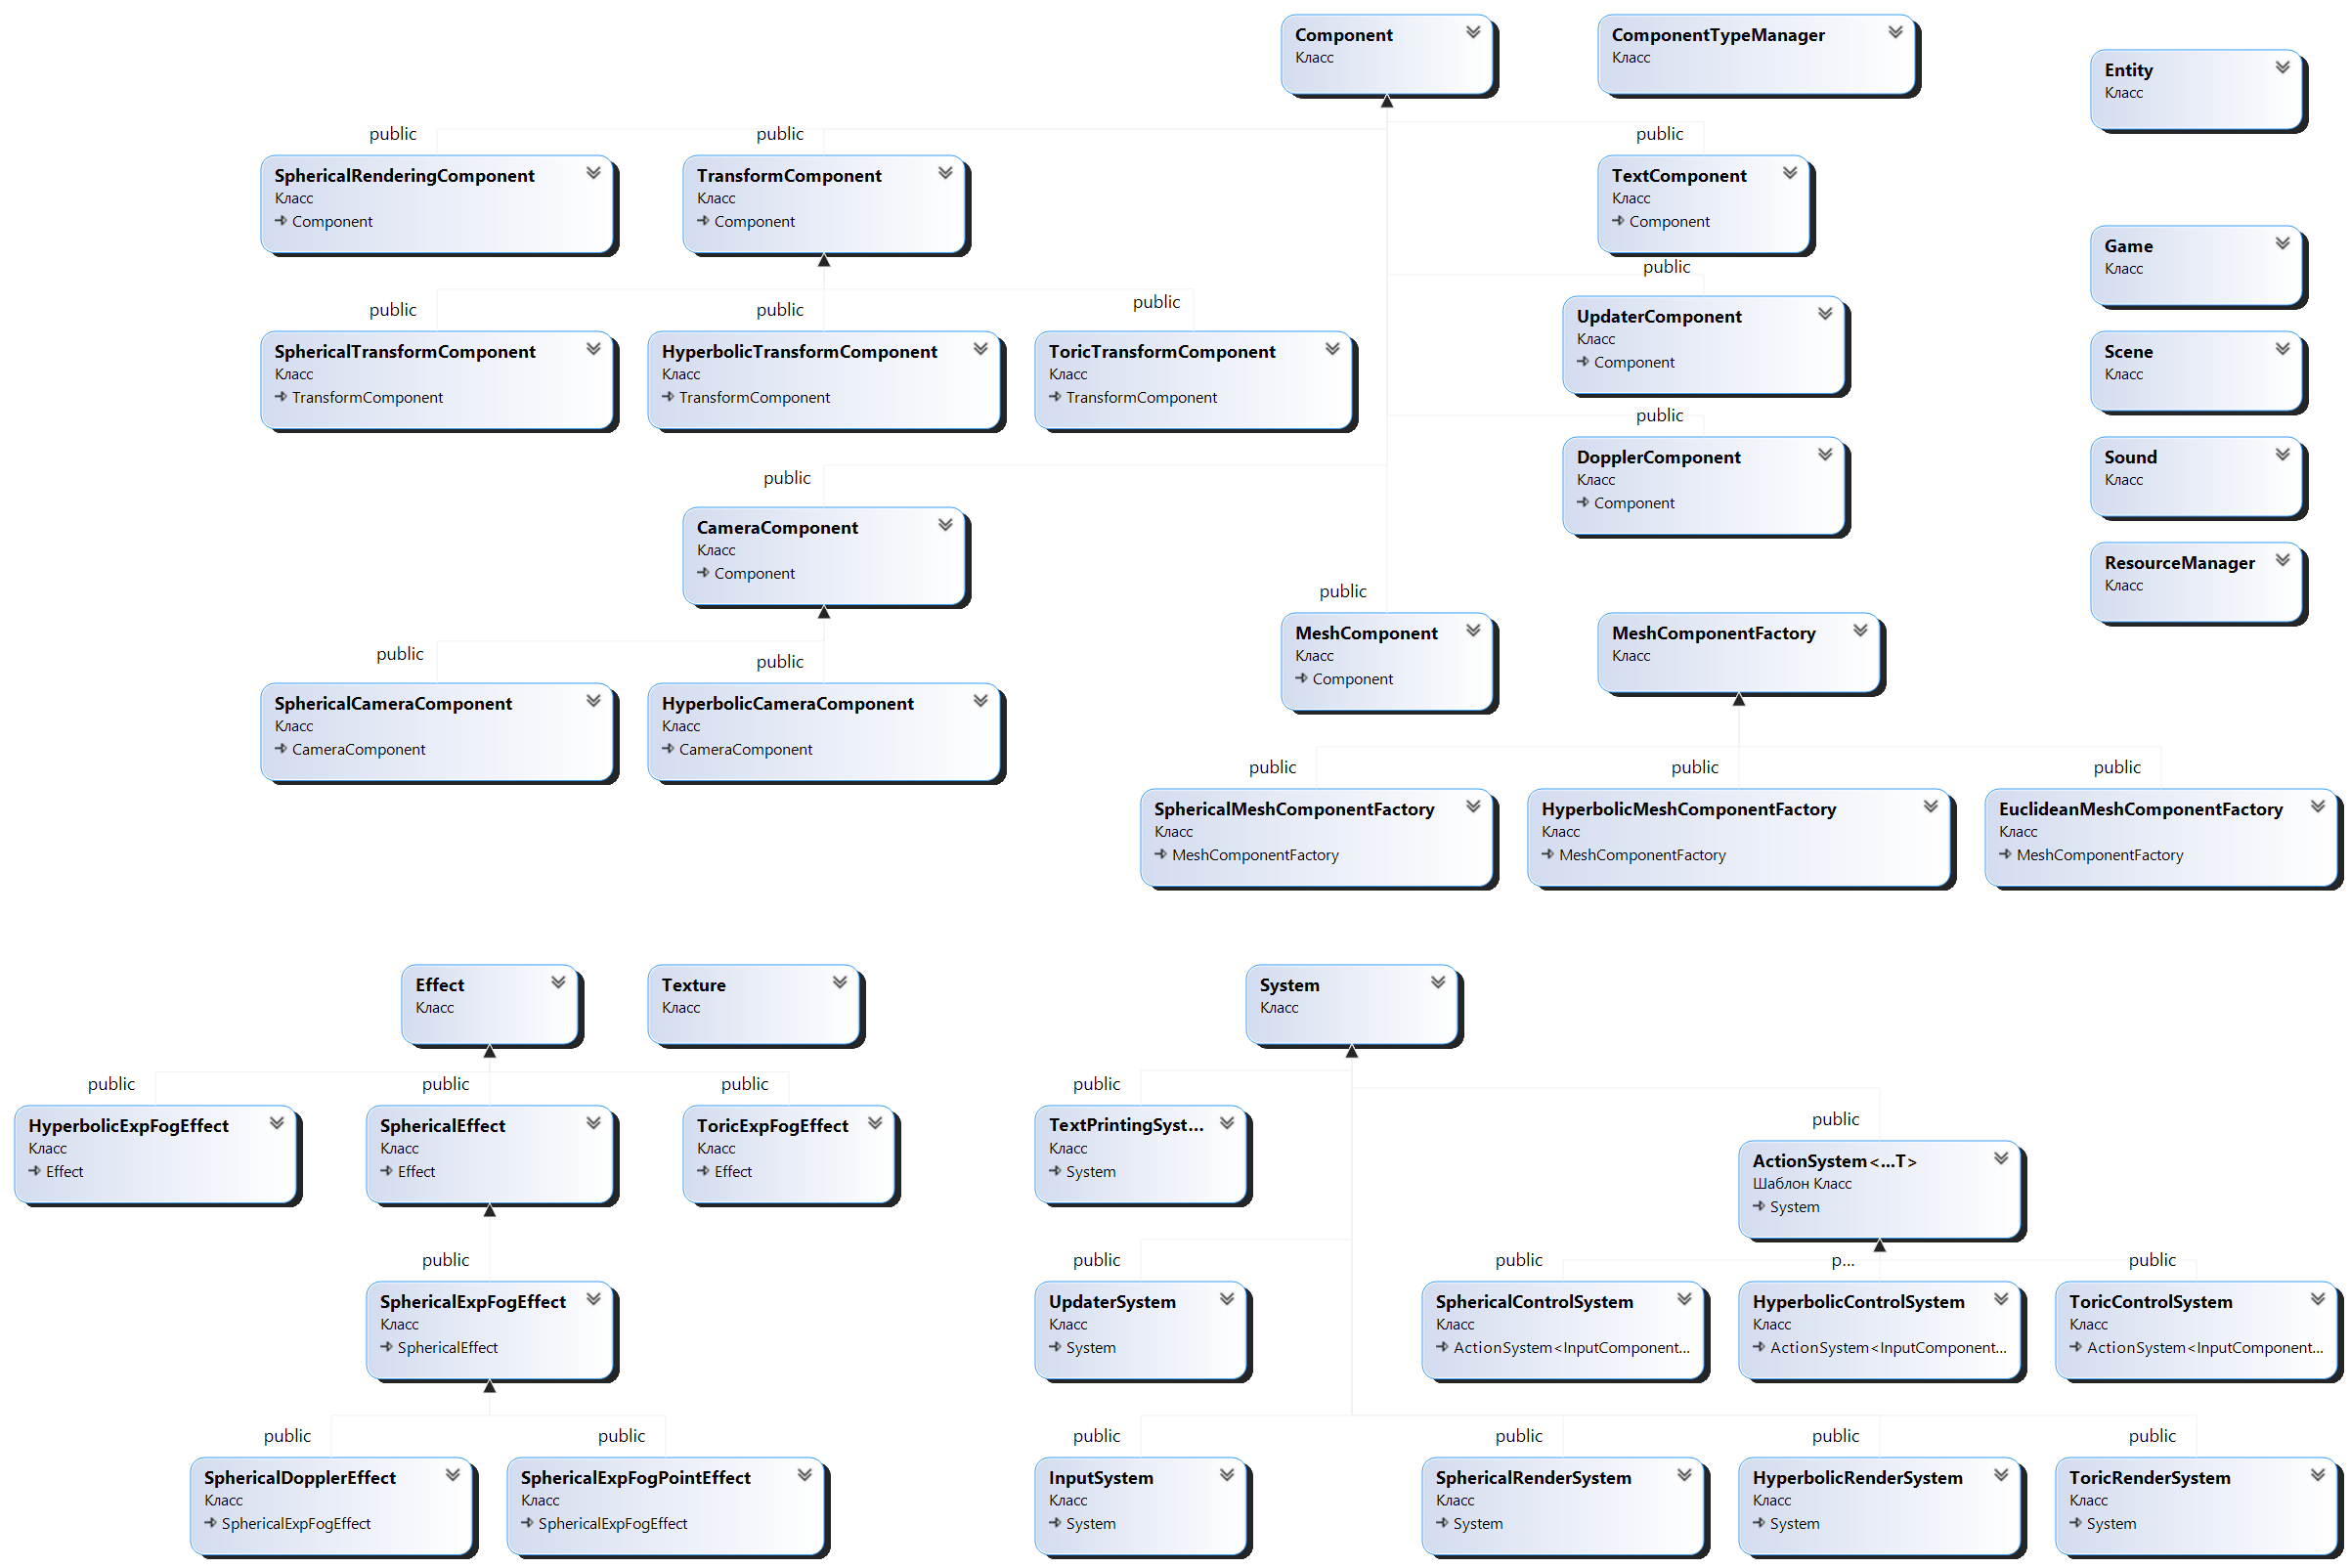 Component
Класс
ComponentTypeManager
Класс
Entity
Класс
public
public
public
SphericalRenderingComponent
Класс
Component
TransformComponent
Класс
Component
TextComponent
Класс
Component
Game
Класс
public
public
public
public
UpdaterComponent
Класс
Component
SphericalTransformComponent
Класс
TransformComponent
HyperbolicTransformComponent
Класс
TransformComponent
ToricTransformComponent
Класс
TransformComponent
Scene
Класс
public
DopplerComponent
Класс
Component
Sound
Класс
public
CameraComponent
Класс
Component
ResourceManager
Класс
public
MeshComponent
Класс
Component
MeshComponentFactory
Класс
public
public
SphericalCameraComponent
Класс
CameraComponent
HyperbolicCameraComponent
Класс
CameraComponent
public
public
public
SphericalMeshComponentFactory
Класс
MeshComponentFactory
HyperbolicMeshComponentFactory
Класс
MeshComponentFactory
EuclideanMeshComponentFactory
Класс
MeshComponentFactory
Effect
Класс
Texture
Класс
System
Класс
public
public
public
public
public
HyperbolicExpFogEffect
Класс
Effect
SphericalEffect
Класс
Effect
ToricExpFogEffect
Класс
Effect
TextPrintingSyst...
Класс
System
ActionSystem<...T>
Шаблон Класс
System
public
public
public
p...
public
SphericalExpFogEffect
Класс
SphericalEffect
UpdaterSystem
Класс
System
SphericalControlSystem
Класс
ActionSystem<InputComponent...
HyperbolicControlSystem
Класс
ActionSystem<InputComponent...
ToricControlSystem
Класс
ActionSystem<InputComponent...
public
public
public
public
public
public
SphericalDopplerEffect
Класс
SphericalExpFogEffect
SphericalExpFogPointEffect
Класс
SphericalExpFogEffect
InputSystem
Класс
System
SphericalRenderSystem
Класс
System
HyperbolicRenderSystem
Класс
System
ToricRenderSystem
Класс
System